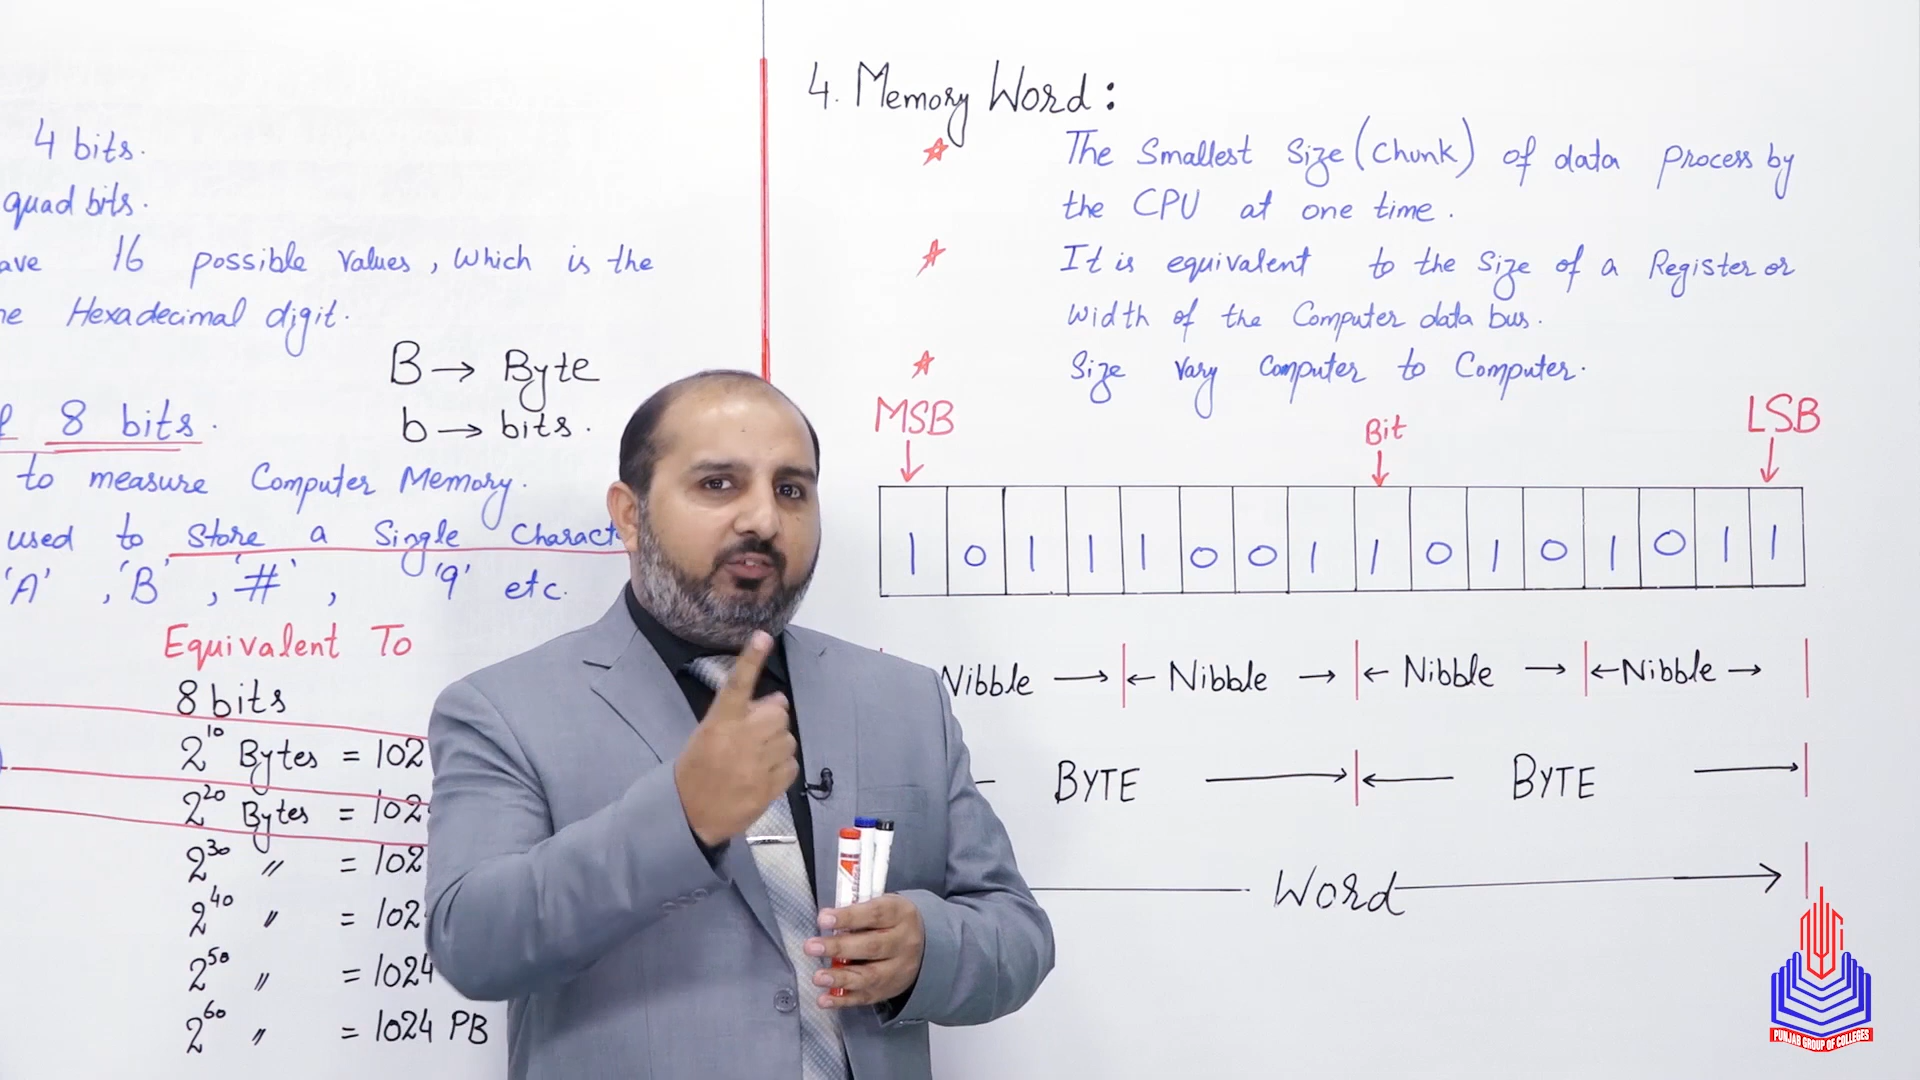 4 bits.
quad bits.
ave 16 possible values, which is the
ne Hexadecimal digit.
B → Byte
b → bits.
f 8 bits.
to measure Computer Memory.
used to Store a Single Charact
'A', 'B', '#', '9' etc.
Equivalent To
8 bits
2^10 Bytes = 102
2^20 Bytes = 102
2^30 〃 = 102
2^40 〃 = 102
2^50 〃 = 1024
2^60 〃 = 1024 PB
4. Memory Word:
The Smallest Size (Chunk) of data Process by
the CPU at one time.
It is equivalent to the Size of a Register or
width of the Computer data bus.
Size vary Computer to Computer.
MSB Bit LSB
1 0 1 1 1 0 0 1 1 0 1 0 1 0 1 1
Nibble → ← Nibble → ← Nibble → ← Nibble →
BYTE → ← BYTE →
Word →
PUNJAB GROUP OF COLLEGES